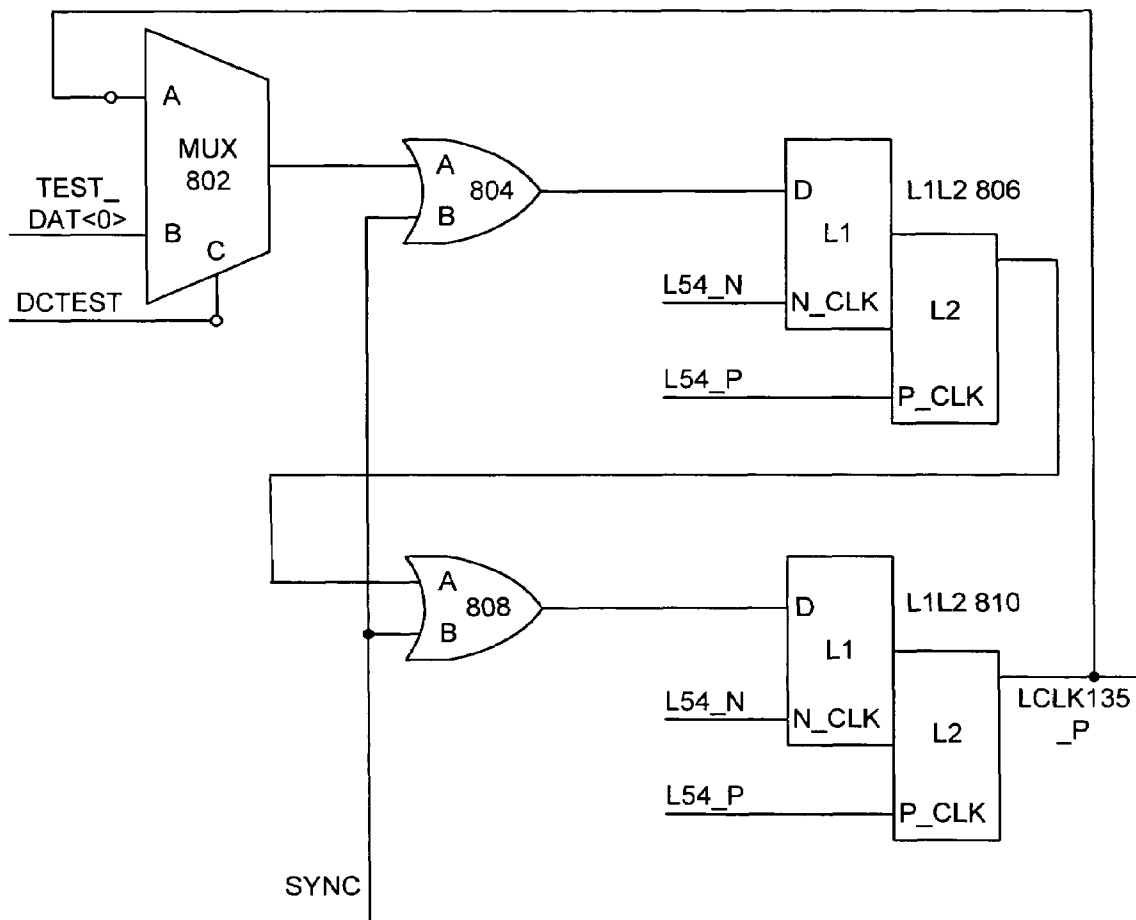 A
MUX
802
TEST_
DAT<0>
B
C
DCTEST
A
804
B
D
L1L2 806
L1
L54_N
N_CLK
L2
L54_P
P_CLK
A
808
B
D
L1L2 810
L1
L54_N
N_CLK
L2
LCLK135
_P
L54_P
P_CLK
SYNC